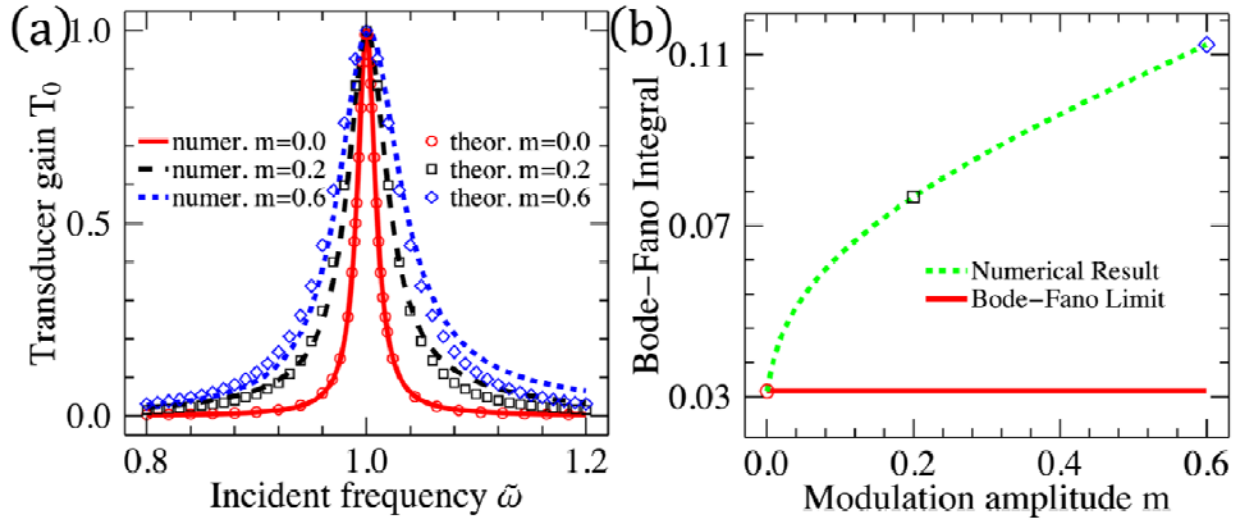 (a)
1.0
0.5
0.0
Transducer gain T₀
numer. m=0.0
numer. m=0.2
numer. m=0.6
theor. m=0.0
theor. m=0.2
theor. m=0.6
0.8
1.0
1.2
Incident frequency ω̃
(b)
0.11
0.07
0.03
Bode−Fano Integral
Numerical Result
Bode−Fano Limit
0.0
0.2
0.4
0.6
Modulation amplitude m